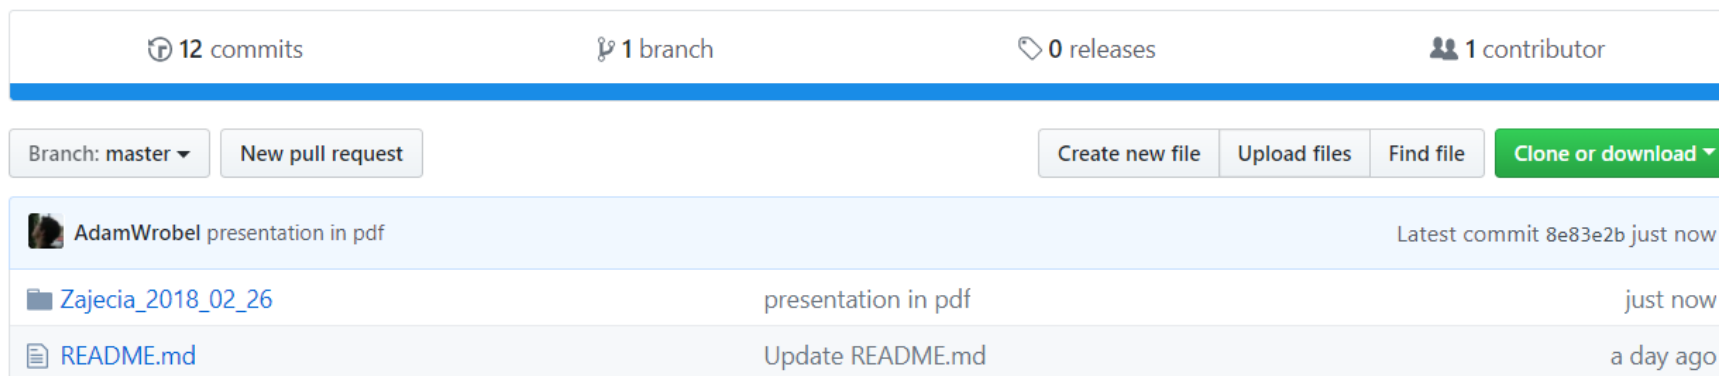 12 commits
1 branch
0 releases
1 contributor
Branch: master
New pull request
Create new file
Upload files
Find file
Clone or download
AdamWrobel presentation in pdf
Latest commit 8e83e2b just now
Zajecia_2018_02_26
presentation in pdf
just now
README.md
Update README.md
a day ago